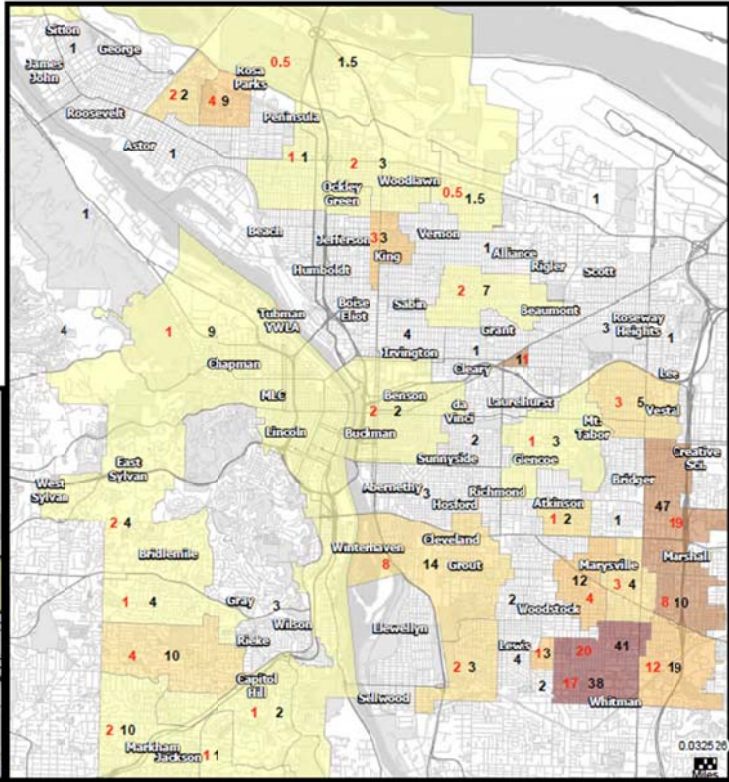 Sitton
1
George
James
John
0.5
1.5
Rosa
Parks
2 2
4 9
Roosevelt
Peninsula
Astor
1
1 1
2
3
Woodlawn
Ockley
Green
0.5
1.5
1
1
Beach
Jefferson
3 3
King
Vernon
1
Alliance
Humboldt
Rigler
Scott
Tubman
YWLA
Boise
Eliot
Sabin
2
7
Beaumont
4
1
9
4
Irvington
Grant
1
3
Roseway
Heights
1
Chapman
Cleary
11
Lee
MLC
Benson
2
2
da
Vinci
Laurelhurst
3
5
Vestal
Lincoln
Buckman
2
1
3
Mt.
Tabor
Creative
Sci.
East
Sylvan
Sunnyside
Glencoe
West
Sylvan
Abernethy
3
Hosford
Richmond
Bridger
Atkinson
47
2 4
1 2
1
19
Bridlemile
Winterhaven
Cleveland
8
14
Grout
Marysville
Marshall
12
4
3 4
1
4
Gray
3
Wilson
2
Woodstock
8 10
Rieke
Llewellyn
4
10
Lewis
4
13
20
41
2
3
12 19
Capitol
Hill
2
17
38
1
2
Sellwood
Whitman
2 10
Markham
Jackson
1 1
0.0325 26
Miles